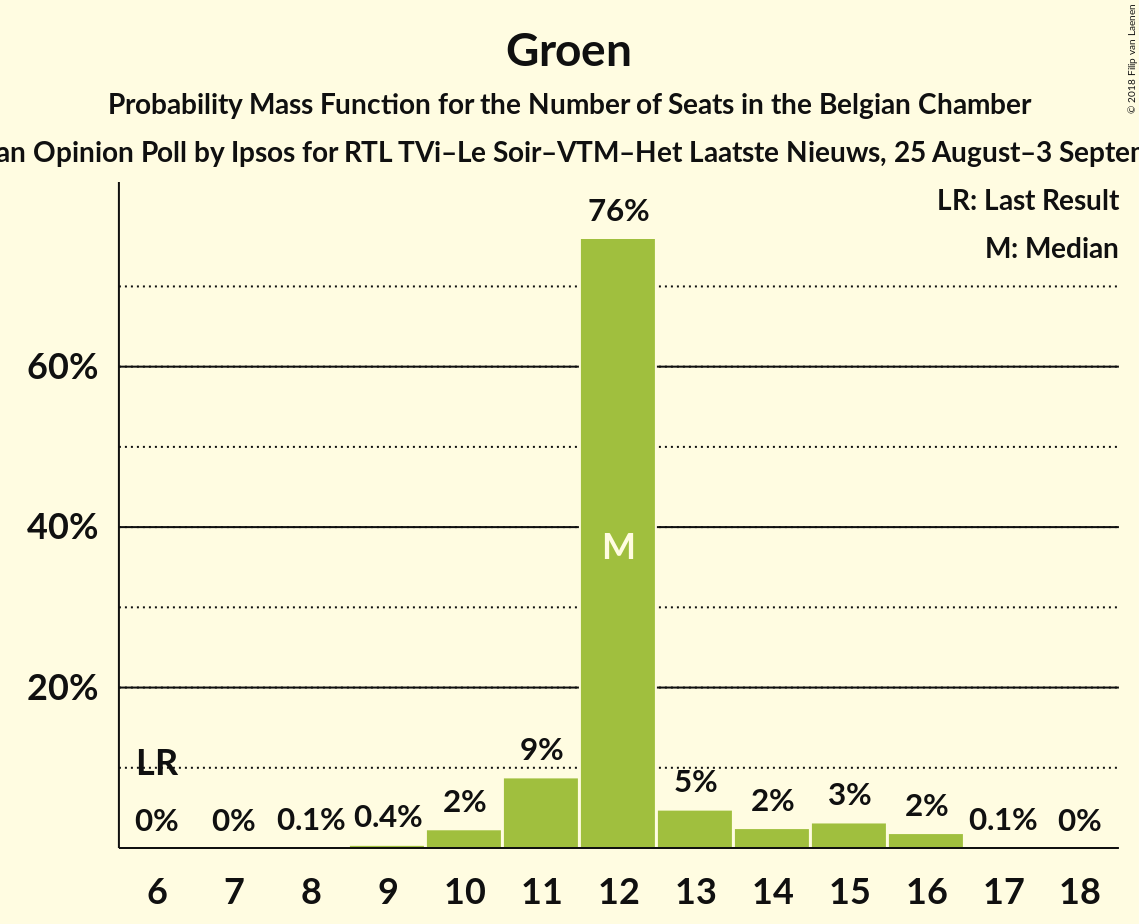 Groen
Probability Mass Function for the Number of Seats in the Belgian Chamber
an Opinion Poll by Ipsos for RTL TVi–Le Soir–VTM–Het Laatste Nieuws, 25 August–3 Septem
© 2018 Filip van Laenen
LR: Last Result
M: Median
76%
60%
40%
M
20%
LR
0% 0% 0.1% 0.4% 2% 9% 5% 2% 3% 2% 0.1% 0%
6 7 8 9 10 11 12 13 14 15 16 17 18